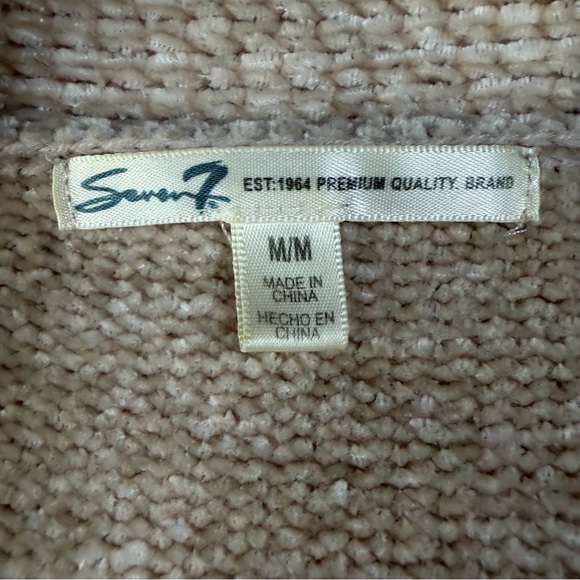 Seven7. EST:1964 PREMIUM QUALITY. BRAND
M/M
MADE IN
CHINA
HECHO EN
CHINA